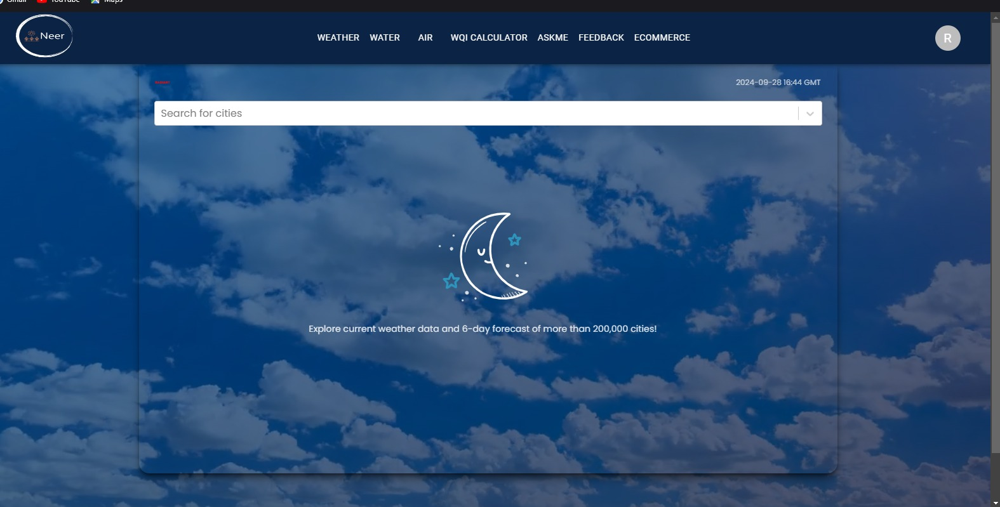 Gmail YouTube Maps
Neer
WEATHER WATER AIR WQI CALCULATOR ASKME FEEDBACK ECOMMERCE
R
2024-09-28 16:44 GMT
Search for cities
Explore current weather data and 6-day forecast of more than 200,000 cities!